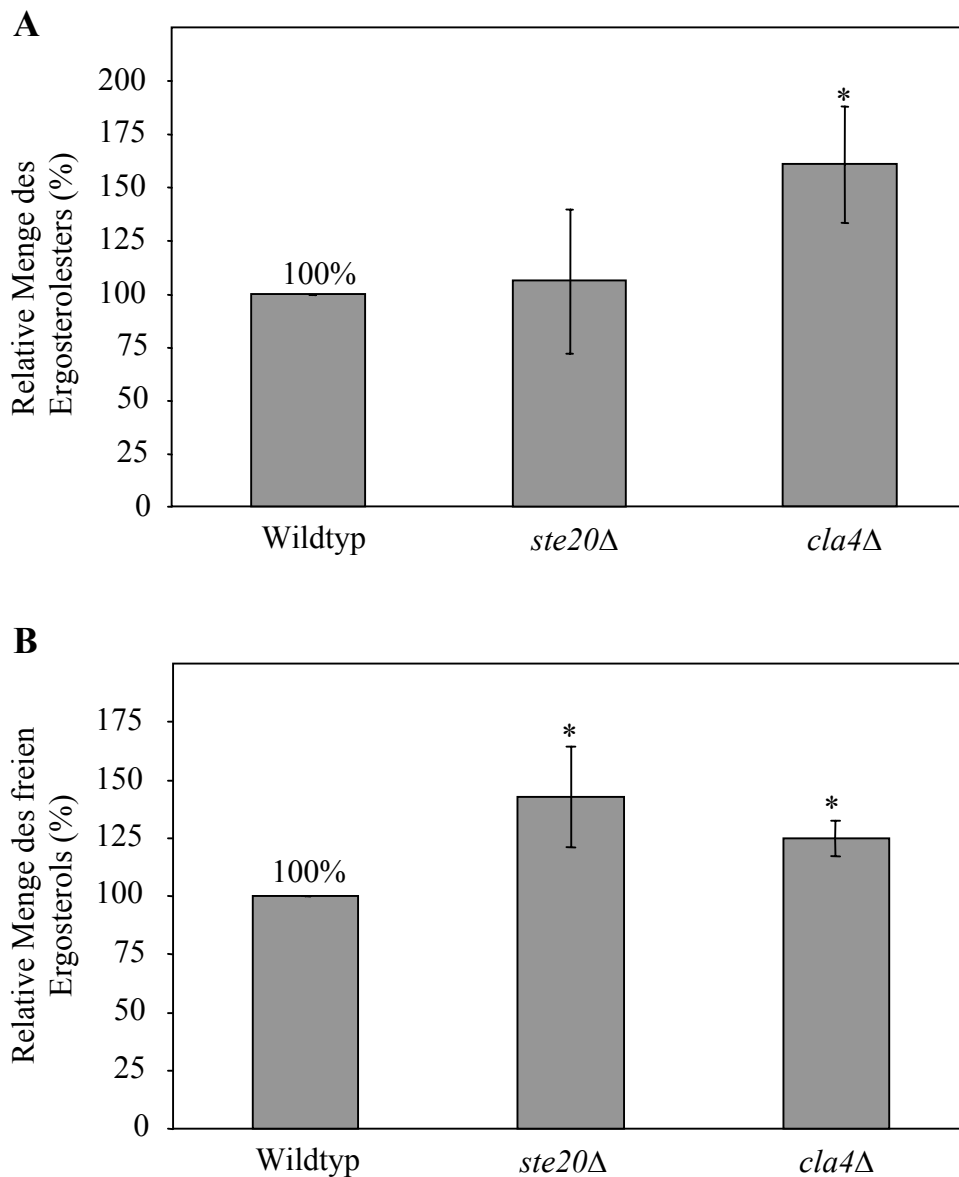 A
Relative Menge des
Ergosterolesters (%)
200
175
150
125
100
75
50
25
0
100%
*
Wildtyp
ste20Δ
cla4Δ
B
Relative Menge des freien
Ergosterols (%)
175
150
125
100
75
50
25
0
100%
*
*
Wildtyp
ste20Δ
cla4Δ